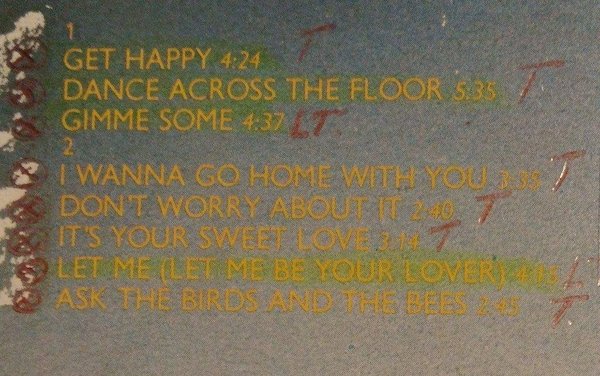 1
GET HAPPY 4:24 T
DANCE ACROSS THE FLOOR 5:35 T
GIMME SOME 4:37 LT.
2
I WANNA GO HOME WITH YOU 3:35 T
DON'T WORRY ABOUT IT 2:40 T
IT'S YOUR SWEET LOVE 3:14 T
LET ME (LET ME BE YOUR LOVER) L
ASK THE BIRDS AND THE BEES 2:45 T